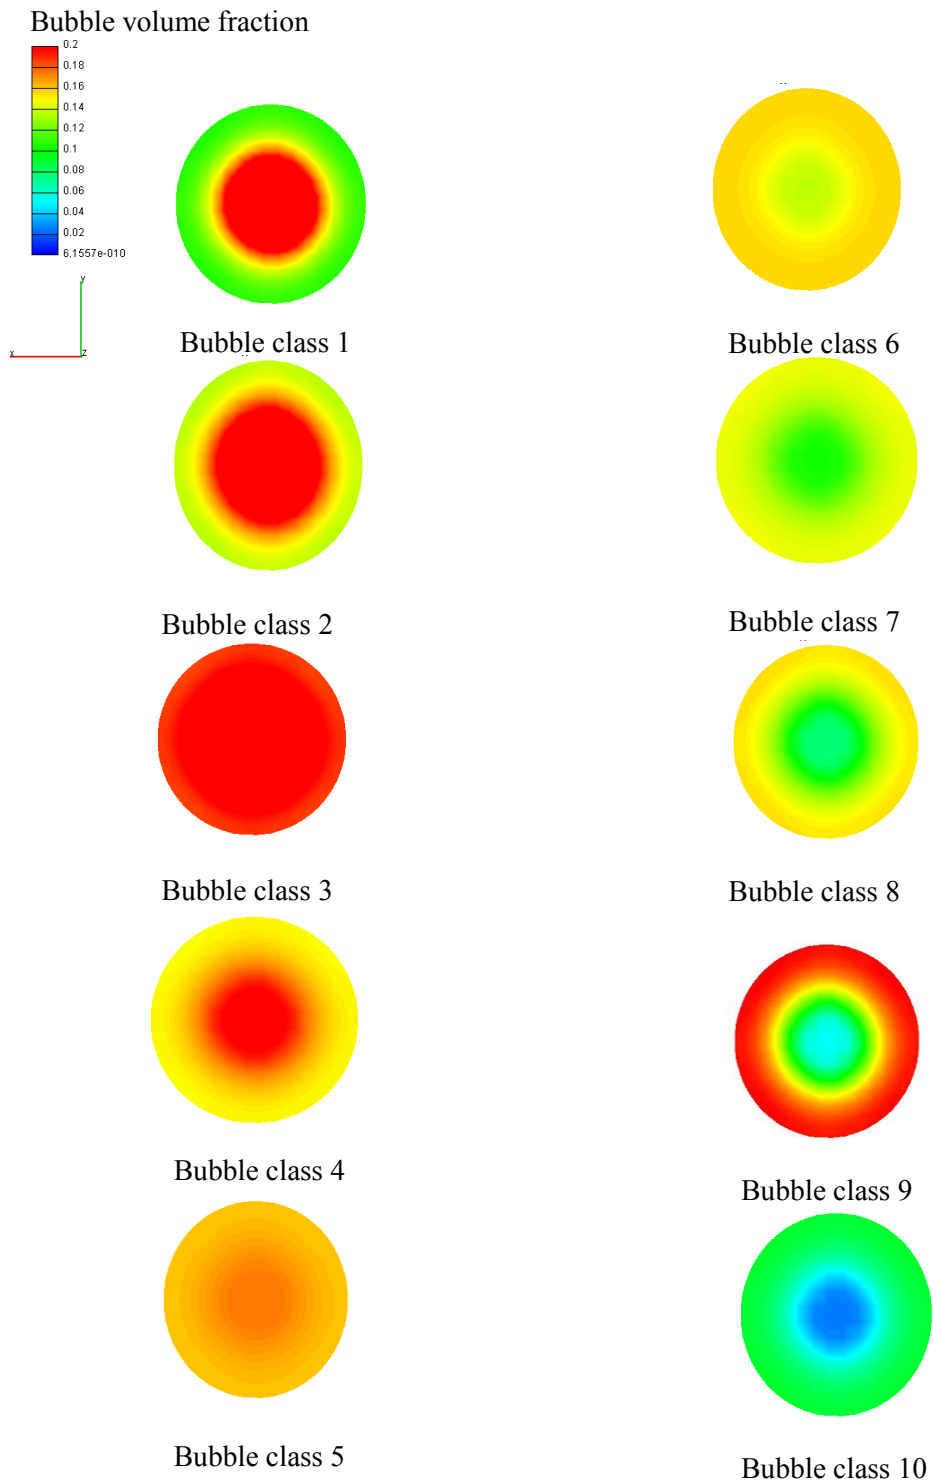 Bubble volume fraction
0.2
0.18
0.16
0.14
0.12
0.1
0.08
0.06
0.04
0.02
6.1557e-010
y
x
z
Bubble class 1
Bubble class 6
Bubble class 2
Bubble class 7
Bubble class 3
Bubble class 8
Bubble class 4
Bubble class 9
Bubble class 5
Bubble class 10